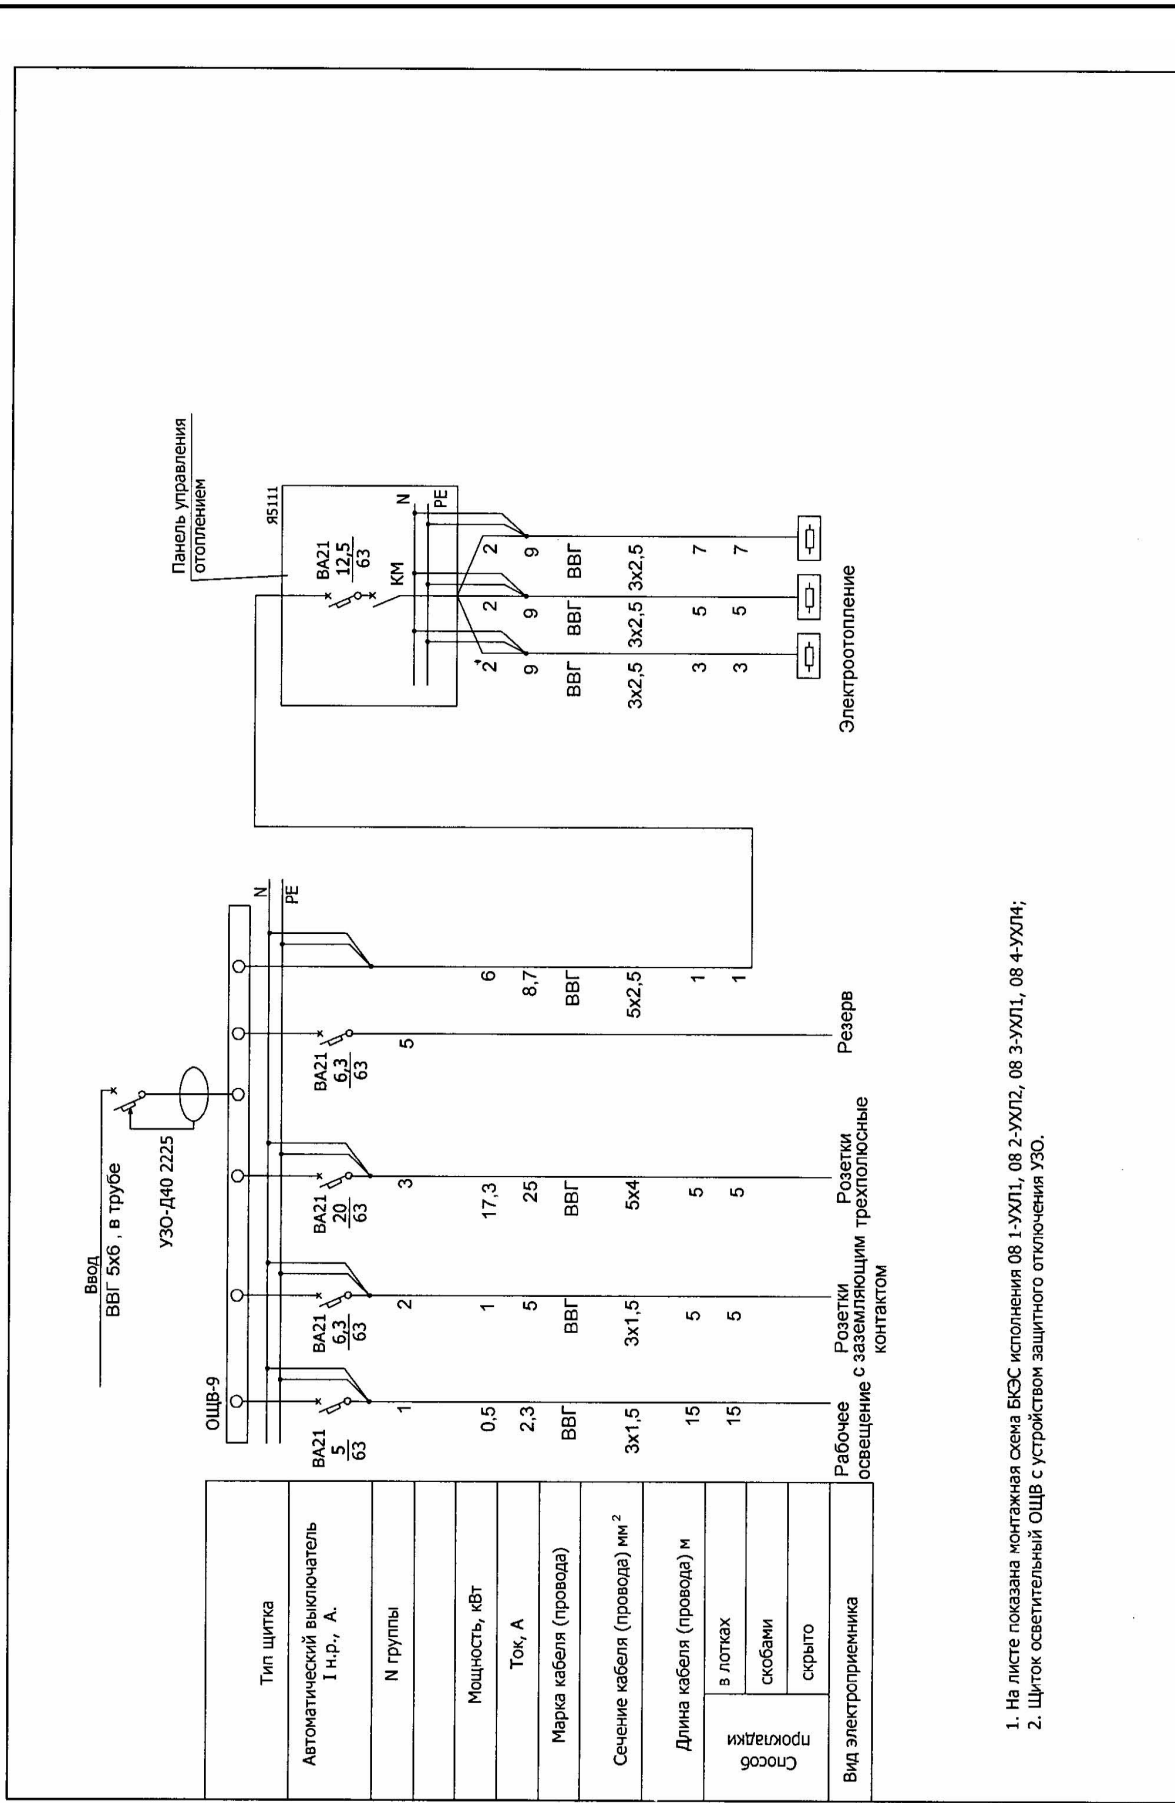 Ввод
ВВГ 5х6 , в трубе
УЗО-Д40 2225
Панель управления
отоплением
ОЩВ-9
N
PE
Я5111
N
PE
КМ
ВА21
12,5
63
Тип щитка
Автоматический выключатель
I н.р., А.
ВА21
5
63
ВА21
6,3
63
ВА21
20
63
ВА21
6,3
63
N группы
1
2
3
5
Мощность, кВт
0,5
1
17,3
6
2
2
2
Ток, А
2,3
5
25
8,7
9
9
9
Марка кабеля (провода)
ВВГ
ВВГ
ВВГ
ВВГ
ВВГ
ВВГ
ВВГ
Сечение кабеля (провода) мм²
3х1,5
3х1,5
5х4
5х2,5
3х2,5
3х2,5
3х2,5
Длина кабеля (провода) м
15
5
5
1
3
5
7
Способ
прокладки
в лотках
15
5
5
1
3
5
7
скобами
скрыто
Вид электроприемника
Рабочее
освещение
Розетки
с заземляющим
контактом
Розетки
трехполюсные
Резерв
Электроотопление
1. На листе показана монтажная схема БКЭС исполнения 08 1-УХЛ1, 08 2-УХЛ2, 08 3-УХЛ1, 08 4-УХЛ4;
2. Щиток осветительный ОЩВ с устройством защитного отключения УЗО.